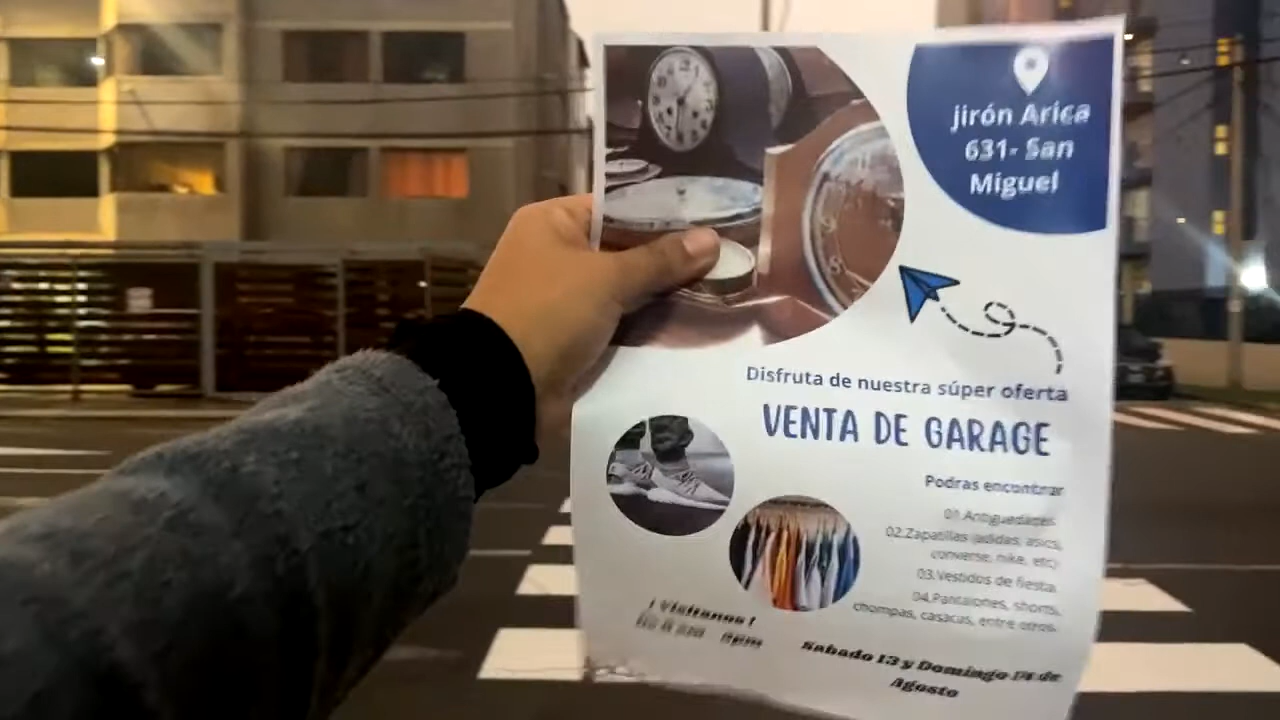 jirón Arica
631- San
Miguel
Disfruta de nuestra súper oferta
VENTA DE GARAGE
Podras encontrar
01.Antiguedades.
02.Zapatillas (adidas, asics,
converse, nike, etc)
03.Vestidos de fiesta.
04.Pantalones, shorts,
chompas, casacas, entre otros.
¡ Visitanos !
8pm
Sabado 13 y Domingo 14 de
Agosto